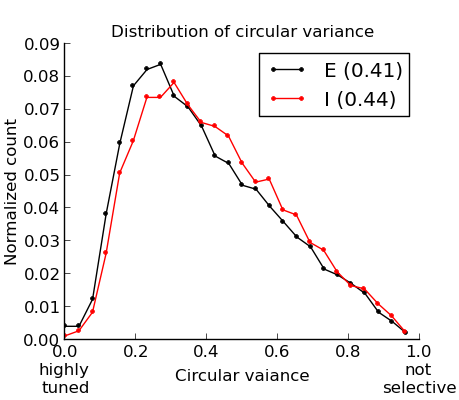 Distribution of circular variance
E (0.41)
I (0.44)
Normalized count
0.09
0.08
0.07
0.06
0.05
0.04
0.03
0.02
0.01
0.00
0.0 0.2 0.4 0.6 0.8 1.0
highly
tuned
Circular vaiance
not
selective